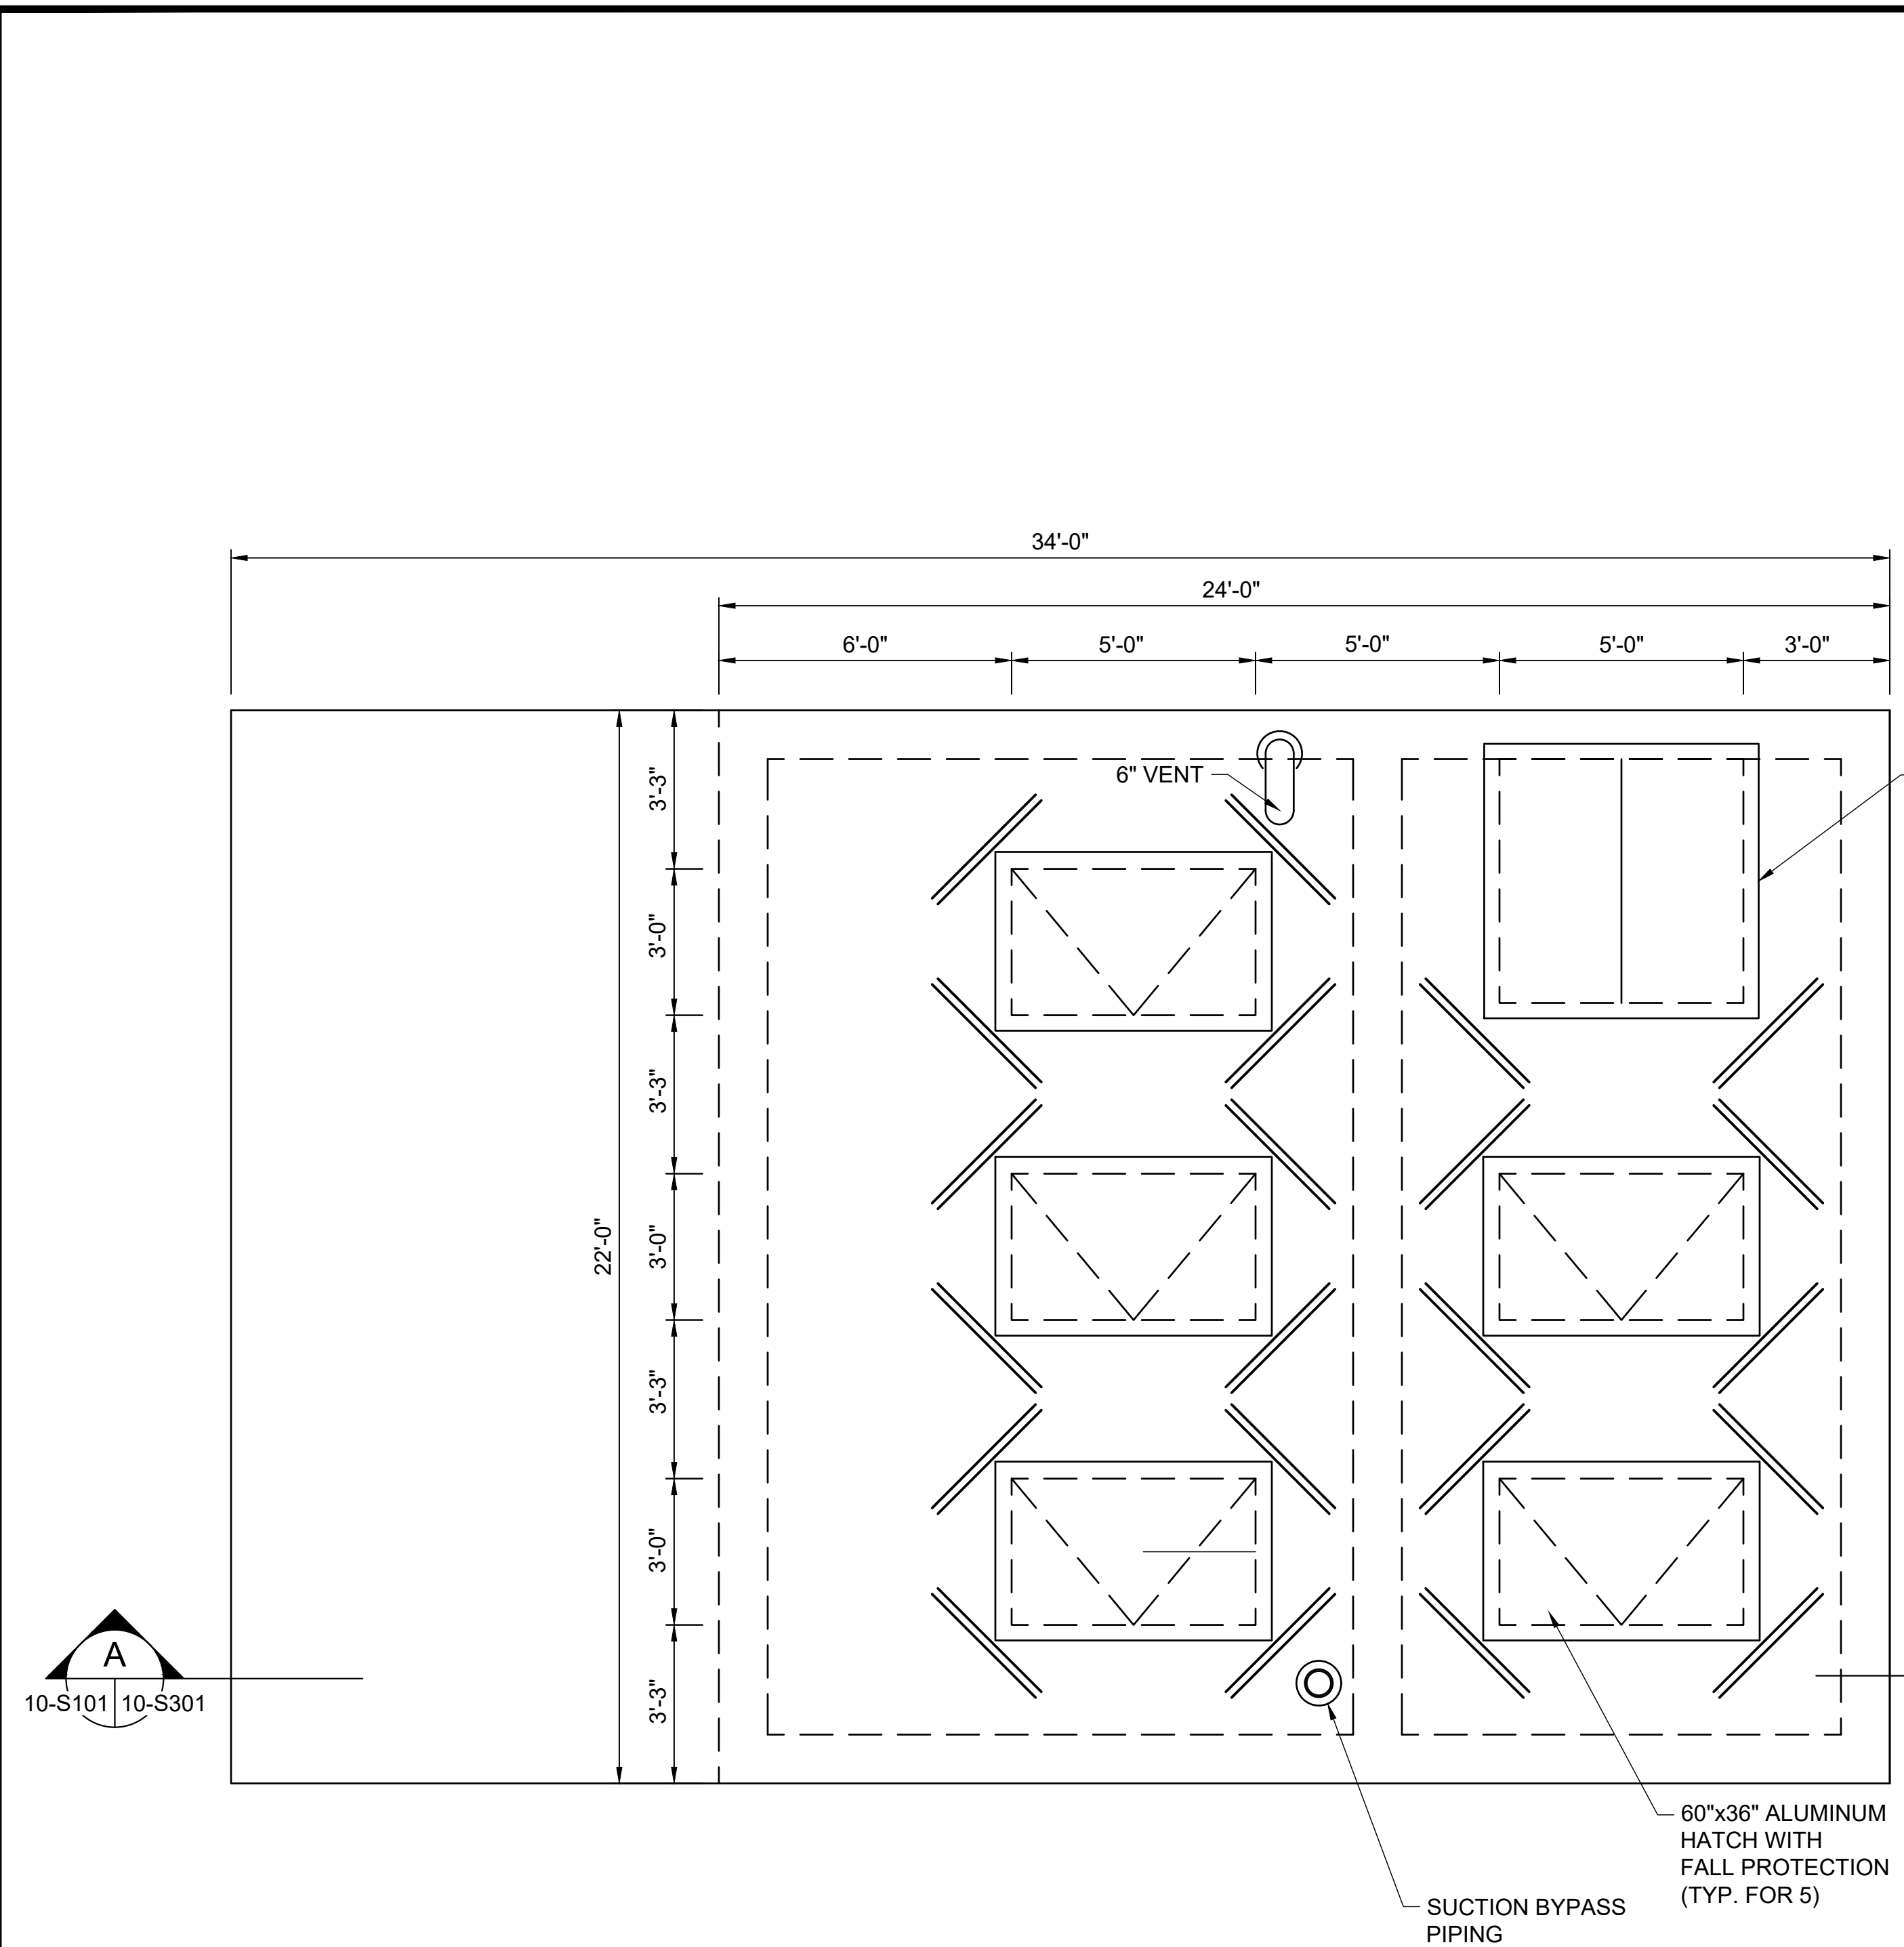 34'-0"
24'-0"
6'-0"
5'-0"
5'-0"
5'-0"
3'-0"
6" VENT
3'-3"
3'-0"
3'-3"
22'-0"
3'-0"
3'-3"
3'-0"
3'-3"
A
10-S101 10-S301
60"x36" ALUMINUM
HATCH WITH
FALL PROTECTION
(TYP. FOR 5)
SUCTION BYPASS
PIPING